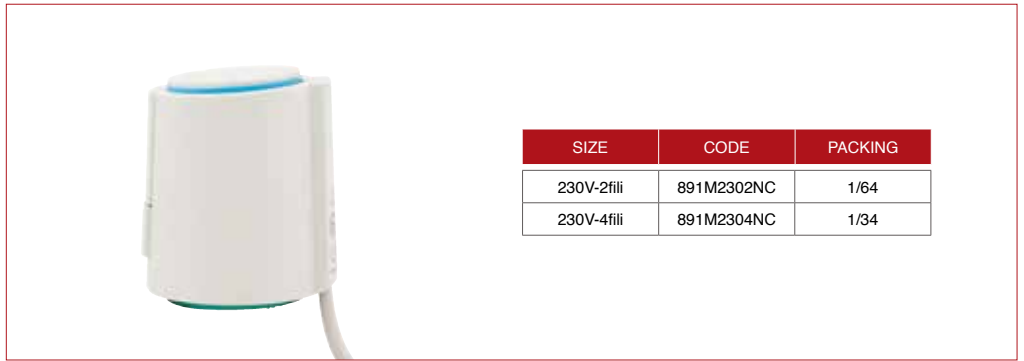 SIZE CODE PACKING
230V-2fili 891M2302NC 1/64
230V-4fili 891M2304NC 1/34